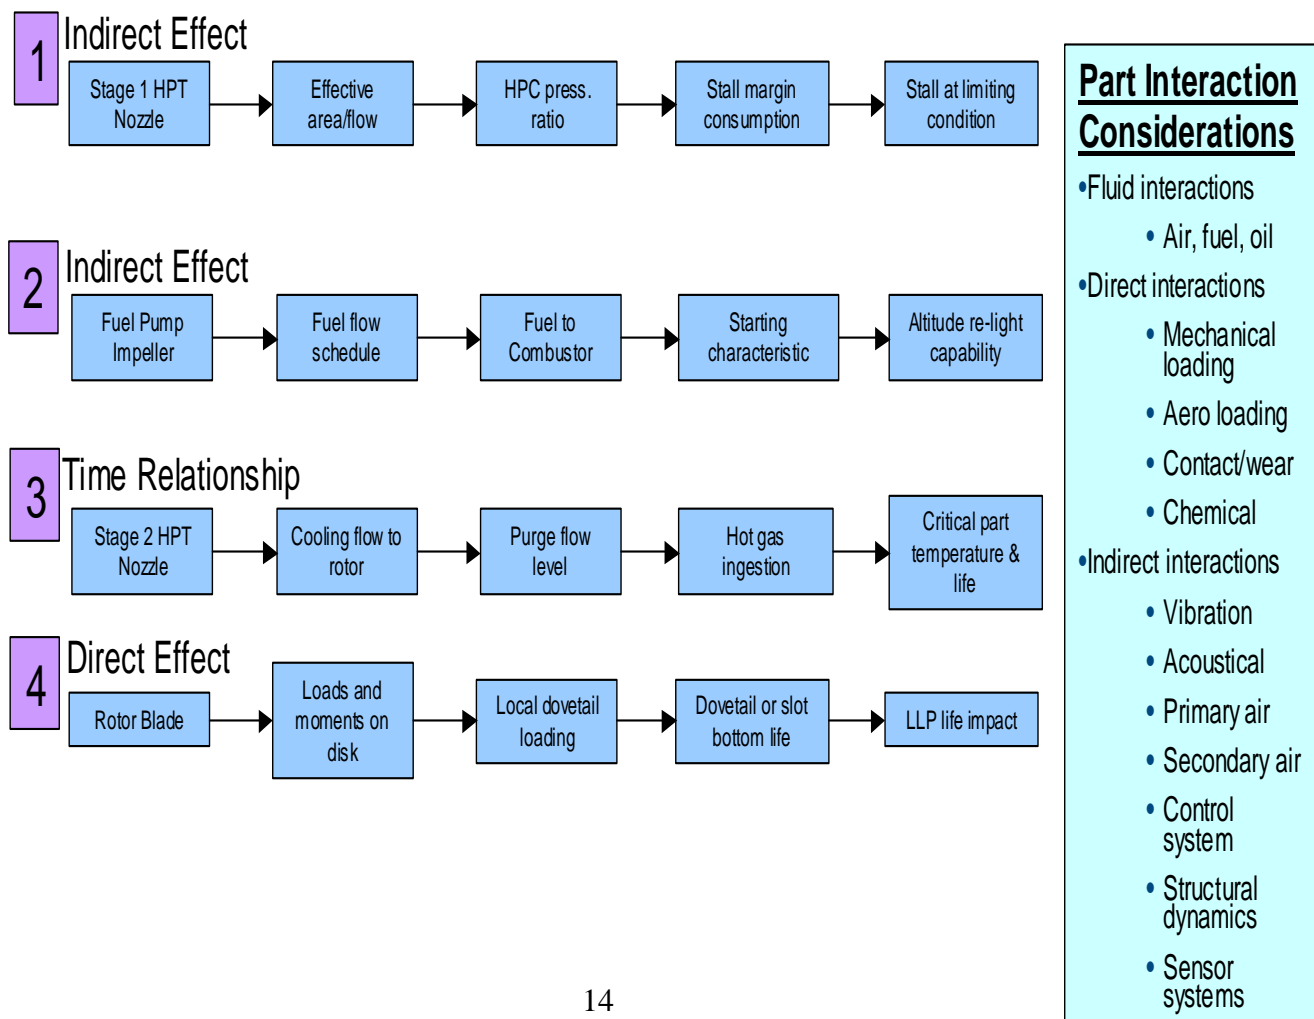 1
Indirect Effect
Stage 1 HPT
Nozzle
Effective
area/flow
HPC press.
ratio
Stall margin
consumption
Stall at limiting
condition
2
Indirect Effect
Fuel Pump
Impeller
Fuel flow
schedule
Fuel to
Combustor
Starting
characteristic
Altitude re-light
capability
3
Time Relationship
Stage 2 HPT
Nozzle
Cooling flow to
rotor
Purge flow
level
Hot gas
ingestion
Critical part
temperature &
life
4
Direct Effect
Rotor Blade
Loads and
moments on
disk
Local dovetail
loading
Dovetail or slot
bottom life
LLP life impact
Part Interaction
Considerations
•Fluid interactions
• Air, fuel, oil
•Direct interactions
• Mechanical
loading
• Aero loading
• Contact/wear
• Chemical
•Indirect interactions
• Vibration
• Acoustical
• Primary air
• Secondary air
• Control
system
• Structural
dynamics
• Sensor
systems
14